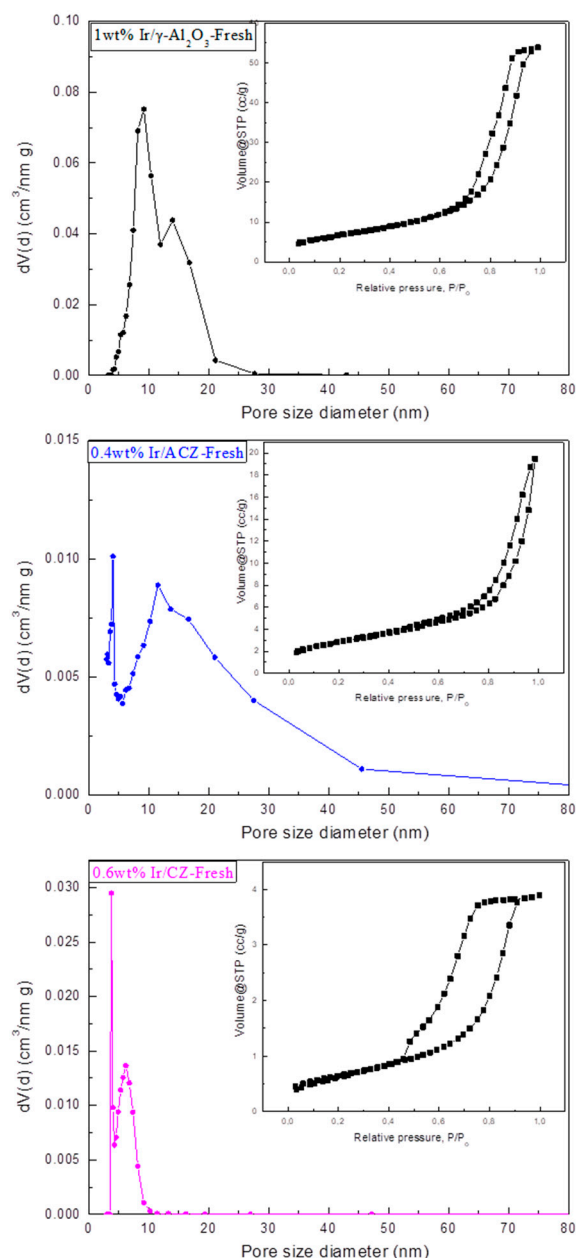 1wt% Ir/γ-Al₂O₃-Fresh
dV(d) (cm³/nm g)
0.10
0.08
0.06
0.04
0.02
0.00
0 10 20 30 40 50 60 70 80
Pore size diameter (nm)
Volume@STP (cc/g)
60
50
40
30
20
10
0
0,0 0,2 0,4 0,6 0,8 1,0
Relative pressure, P/P₀
0.4wt% Ir/ACZ-Fresh
dV(d) (cm³/nm g)
0.015
0.010
0.005
0.000
0 10 20 30 40 50 60 70 80
Pore size diameter (nm)
Volume@STP (cc/g)
20
18
16
14
12
10
8
6
4
2
0
0,0 0,2 0,4 0,6 0,8 1,0
Relative pressure, P/P₀
0.6wt% Ir/CZ-Fresh
dV(d) (cm³/nm g)
0.030
0.025
0.020
0.015
0.010
0.005
0.000
0 10 20 30 40 50 60 70 80
Pore size diameter (nm)
Volume@STP (cc/g)
4
3
2
1
0
0,0 0,2 0,4 0,6 0,8 1,0
Relative pressure, P/P₀